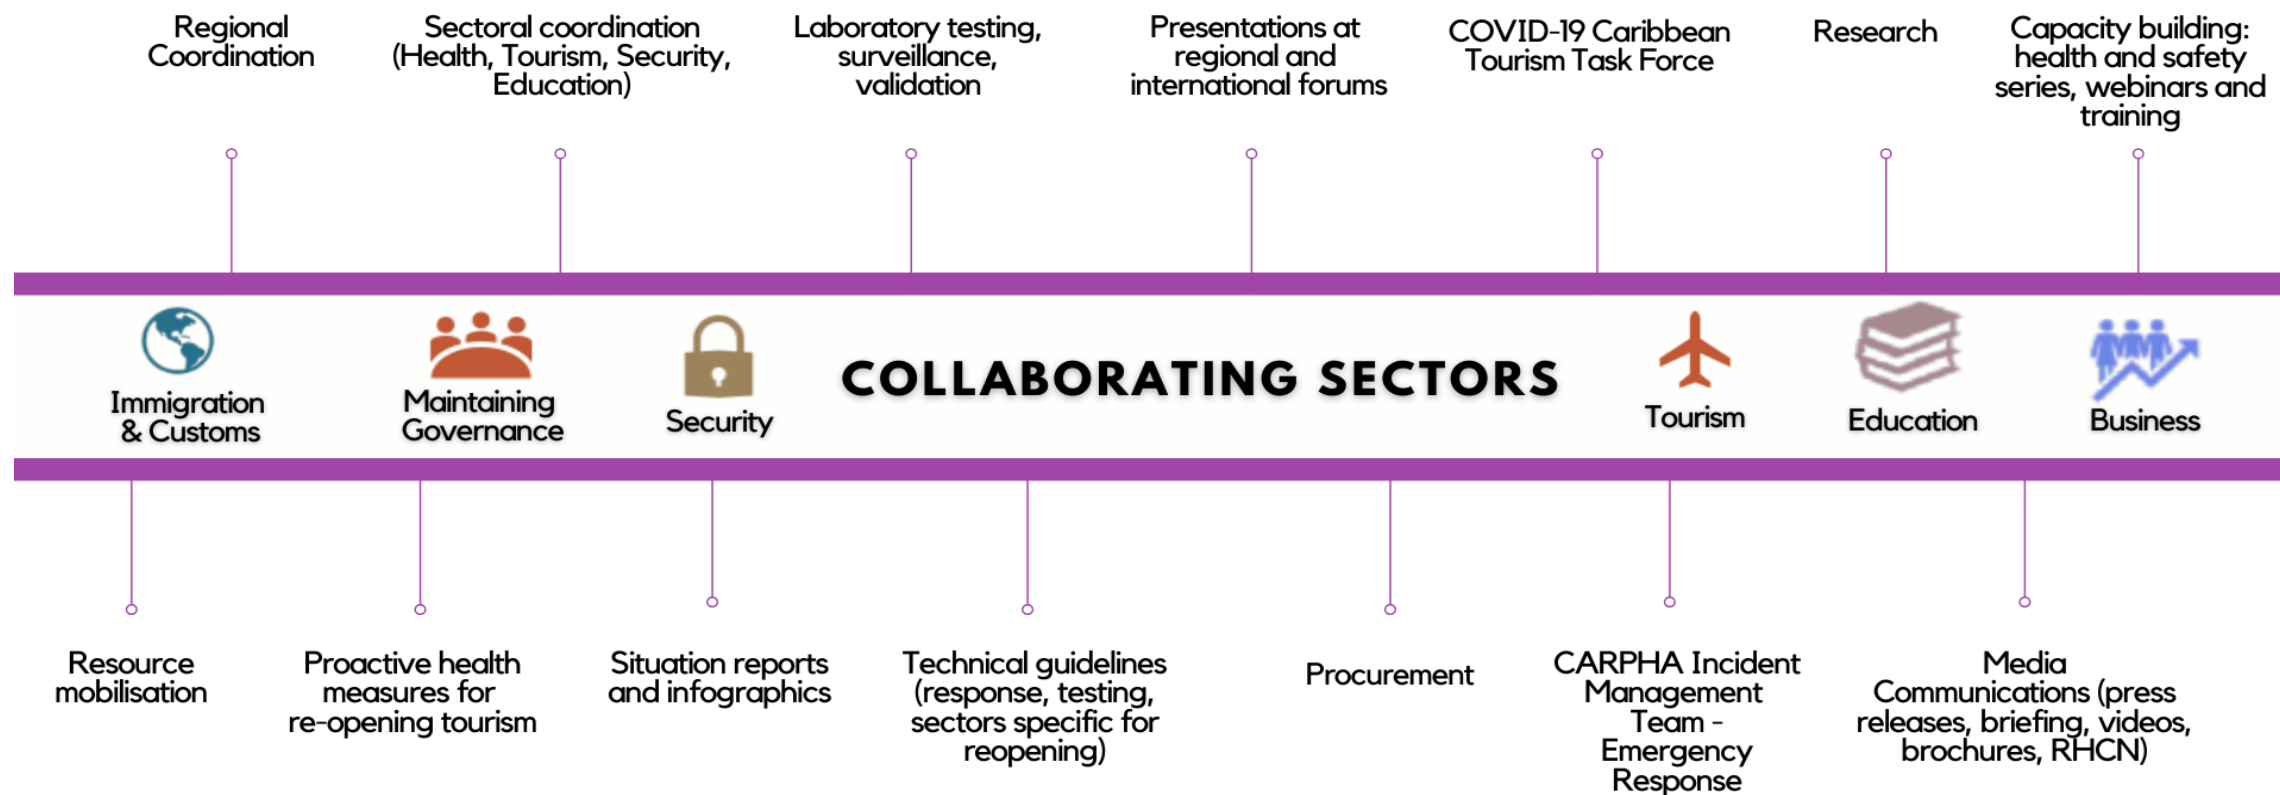 Regional
Coordination
Sectoral coordination
(Health, Tourism, Security,
Education)
Laboratory testing,
surveillance,
validation
Presentations at
regional and
international forums
COVID-19 Caribbean
Tourism Task Force
Research
Capacity building:
health and safety
series, webinars and
training
Immigration
& Customs
Maintaining
Governance
Security
COLLABORATING SECTORS
Tourism
Education
Business
Resource
mobilisation
Proactive health
measures for
re-opening tourism
Situation reports
and infographics
Technical guidelines
(response, testing,
sectors specific for
reopening)
Procurement
CARPHA Incident
Management
Team -
Emergency
Response
Media
Communications (press
releases, briefing, videos,
brochures, RHCN)